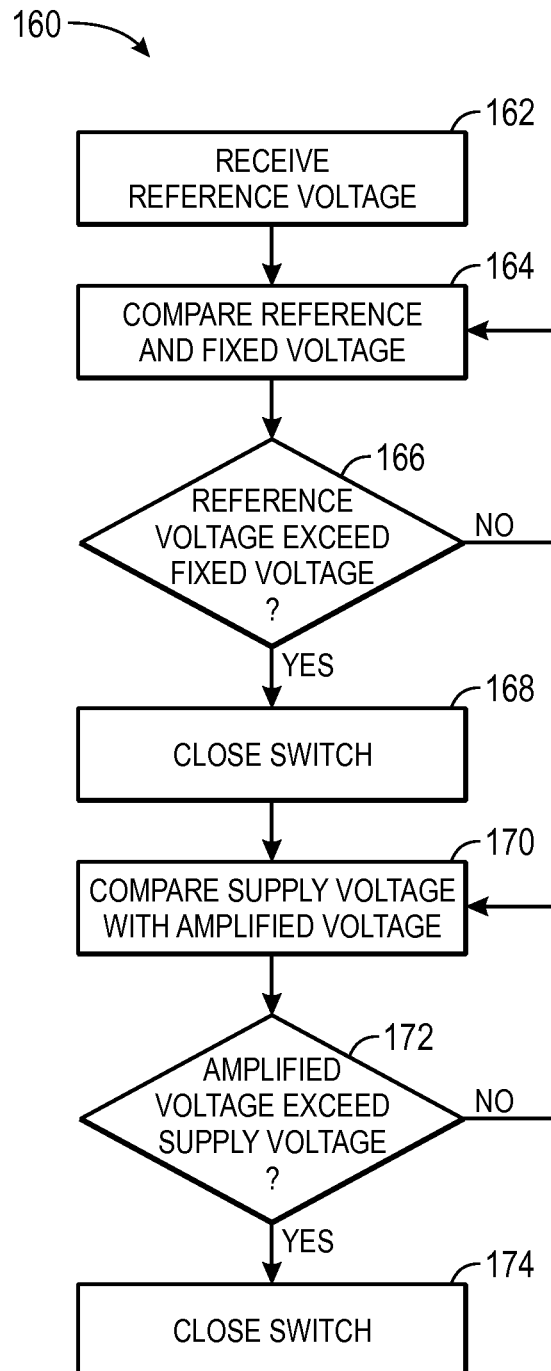 160
162
RECEIVE
REFERENCE VOLTAGE
164
COMPARE REFERENCE
AND FIXED VOLTAGE
166
REFERENCE
VOLTAGE EXCEED
FIXED VOLTAGE
?
NO
YES
168
CLOSE SWITCH
170
COMPARE SUPPLY VOLTAGE
WITH AMPLIFIED VOLTAGE
172
AMPLIFIED
VOLTAGE EXCEED
SUPPLY VOLTAGE
?
NO
YES
174
CLOSE SWITCH